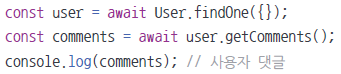 const user = await User.findOne({});
const comments = await user.getComments();
console.log(comments); // 사용자 댓글